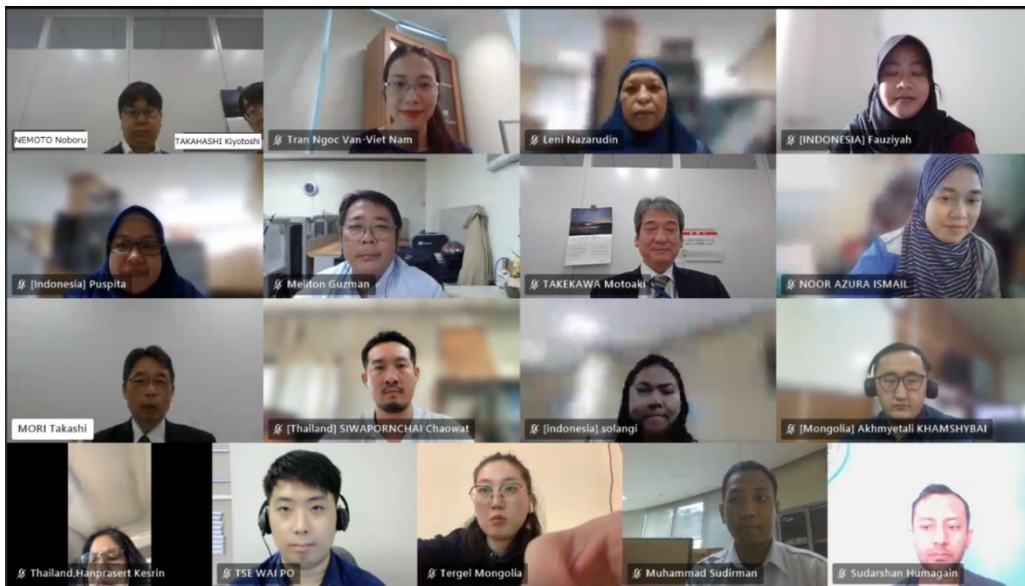 NEMOTO Noboru
TAKAHASHI Kiyotoshi
Tran Ngoc Van-Viet Nam
Leni Nazarudin
[INDONESIA] Fauziyah
[Indonesia] Puspita
Meliton Guzman
TAKEKAWA Motoaki
NOOR AZURA ISMAIL
MORI Takashi
[Thailand] SIWAPORNCHAI Chaowat
[indonesia] solangi
[Mongolia] Akhmyetali KHAMSHYBAI
Thailand,Hanprasert Kesrin
TSE WAI PO
Tergel Mongolia
Muhammad Sudirman
Sudarshan Humagain